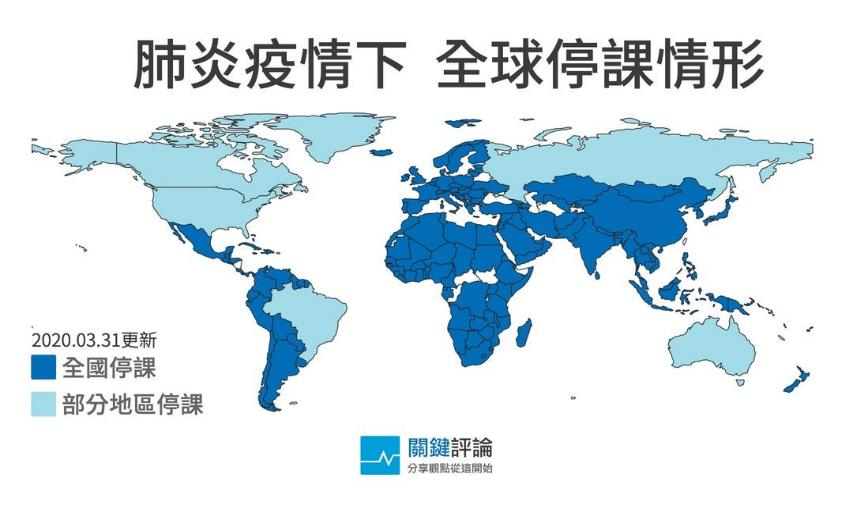 肺炎疫情下 全球停課情形
2020.03.31更新
全國停課
部分地區停課
關鍵評論
分享觀點從這開始